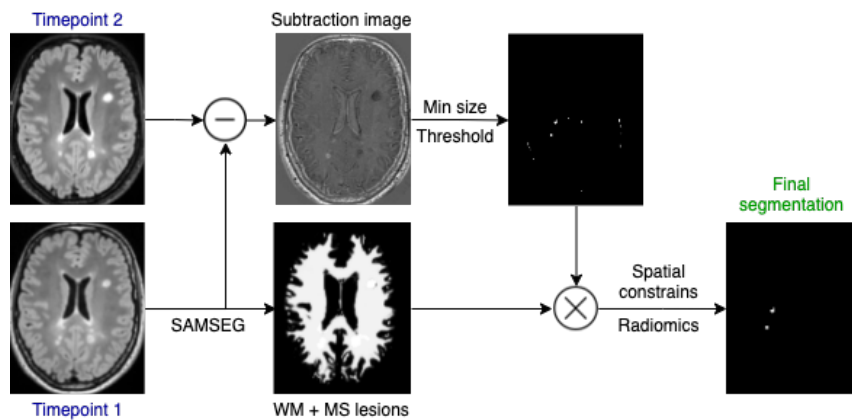 Timepoint 2
Subtraction image
Min size
Threshold
Final
segmentation
Spatial
constrains
Radiomics
SAMSEG
Timepoint 1
WM + MS lesions